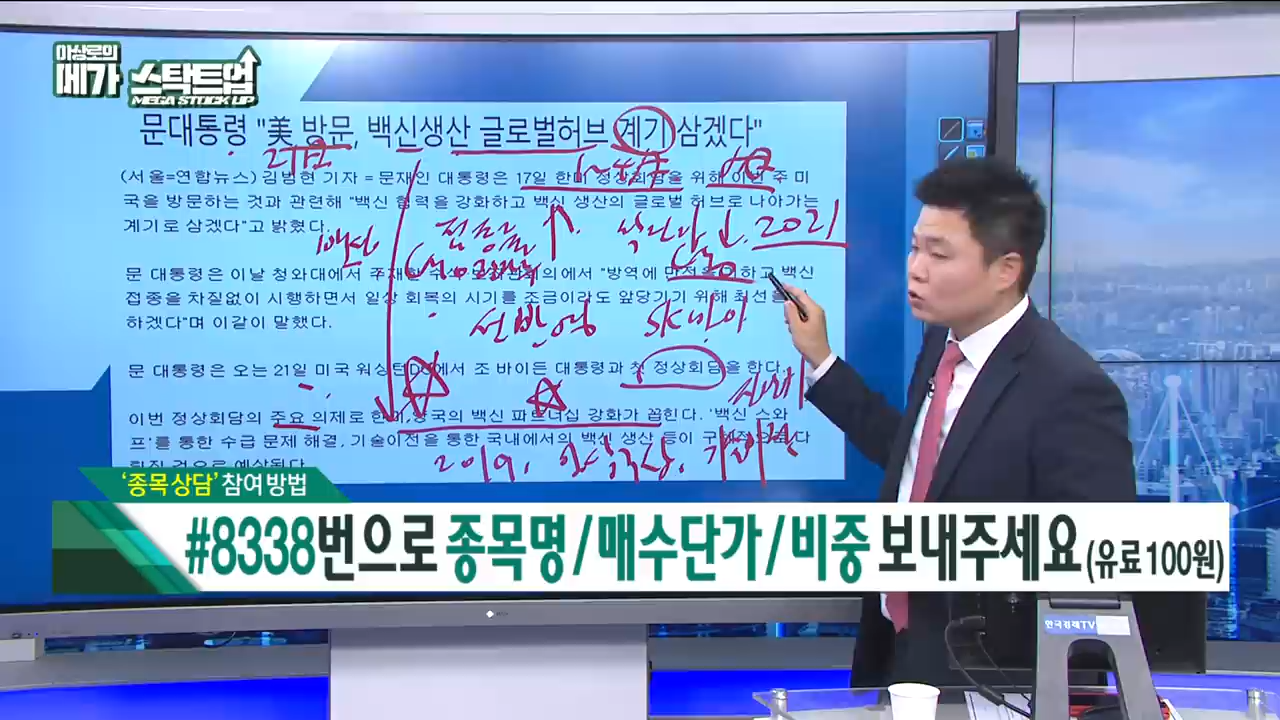 마상로의
메가 스탁트업
MEGA STOCK UP
문대통령 "美 방문, 백신생산 글로벌허브 계기 삼겠다"
(서울=연합뉴스) 김범현 기자 = 문재인 대통령은 17일 한미 정상회담을 위해 이번 주 미
국을 방문하는 것과 관련해 "백신 협력을 강화하고 백신 생산의 글로벌 허브로 나아가는
계기로 삼겠다"고 밝혔다.
2021
백신
문 대통령은 이날 청와대에서 주재한 수석·보좌관회의에서 "방역에 만전을 기하고 백신
접종을 차질없이 시행하면서 일상 회복의 시기를 조금이라도 앞당기기 위해 최선을
하겠다"며 이같이 말했다.
선반영
문 대통령은 오는 21일 미국 워싱턴DC에서 조 바이든 대통령과 첫 정상회담을 한다.
이번 정상회담의 주요 의제로 한미 양국의 백신 파트너십 강화가 꼽힌다. '백신 스와
프'를 통한 수급 문제 해결, 기술이전을 통한 국내에서의 백신 생산 등이 구체적으로 다
뤄질 것으로 예상된다
2019.
'종목 상담' 참여 방법
#8338번으로 종목명/매수단가/비중 보내주세요(유료 100원)
한국경제TV